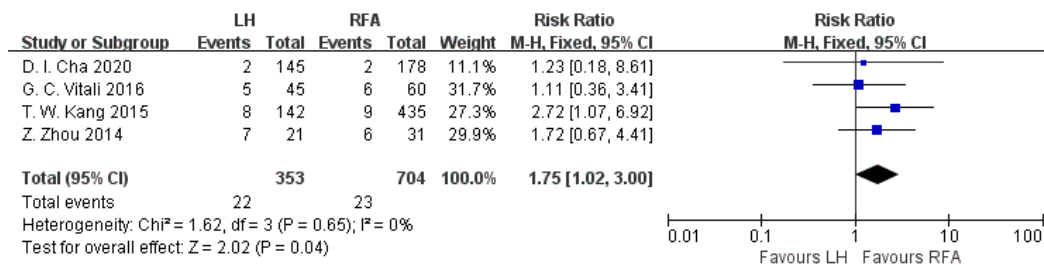 LH RFA Risk Ratio Risk Ratio
Study or Subgroup Events Total Events Total Weight M-H, Fixed, 95% CI M-H, Fixed, 95% CI
D. I. Cha 2020 2 145 2 178 11.1% 1.23 [0.18, 8.61]
G. C. Vitali 2016 5 45 6 60 31.7% 1.11 [0.36, 3.41]
T. W. Kang 2015 8 142 9 435 27.3% 2.72 [1.07, 6.92]
Z. Zhou 2014 7 21 6 31 29.9% 1.72 [0.67, 4.41]
Total (95% CI) 353 704 100.0% 1.75 [1.02, 3.00]
Total events 22 23
Heterogeneity: Chi² = 1.62, df = 3 (P = 0.65); I² = 0%
Test for overall effect: Z = 2.02 (P = 0.04)
0.01 0.1 1 10 100
Favours LH Favours RFA